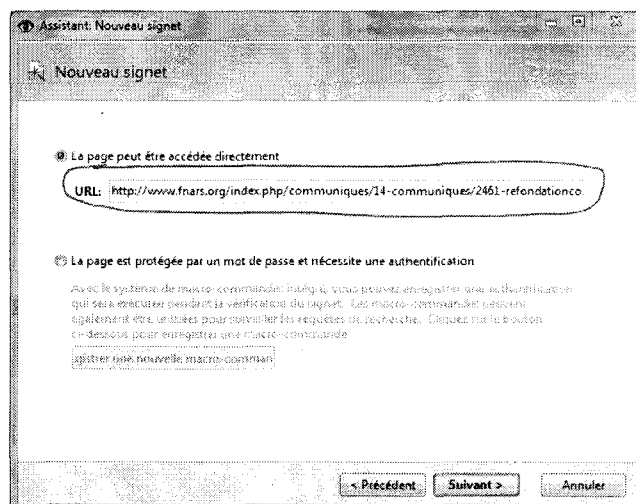 Assistant: Nouveau signet
Nouveau signet
La page peut être accédée directement
URL: http://www.fnars.org/index.php/communiques/14-communiques/2461-refondationco
La page est protégée par un mot de passe et nécessite une authentification
Avec le système de macro-commandes intégré, vous pouvez enregistrer une authentification
qui sera exécutée pendant la vérification du signet. Les macro-commandes peuvent
également être utilisées pour surveiller les requêtes de recherche. Cliquez sur le bouton
ci-dessous pour enregistrer une macro-commande
gistrer une nouvelle macro-comman
< Précédent Suivant > Annuler